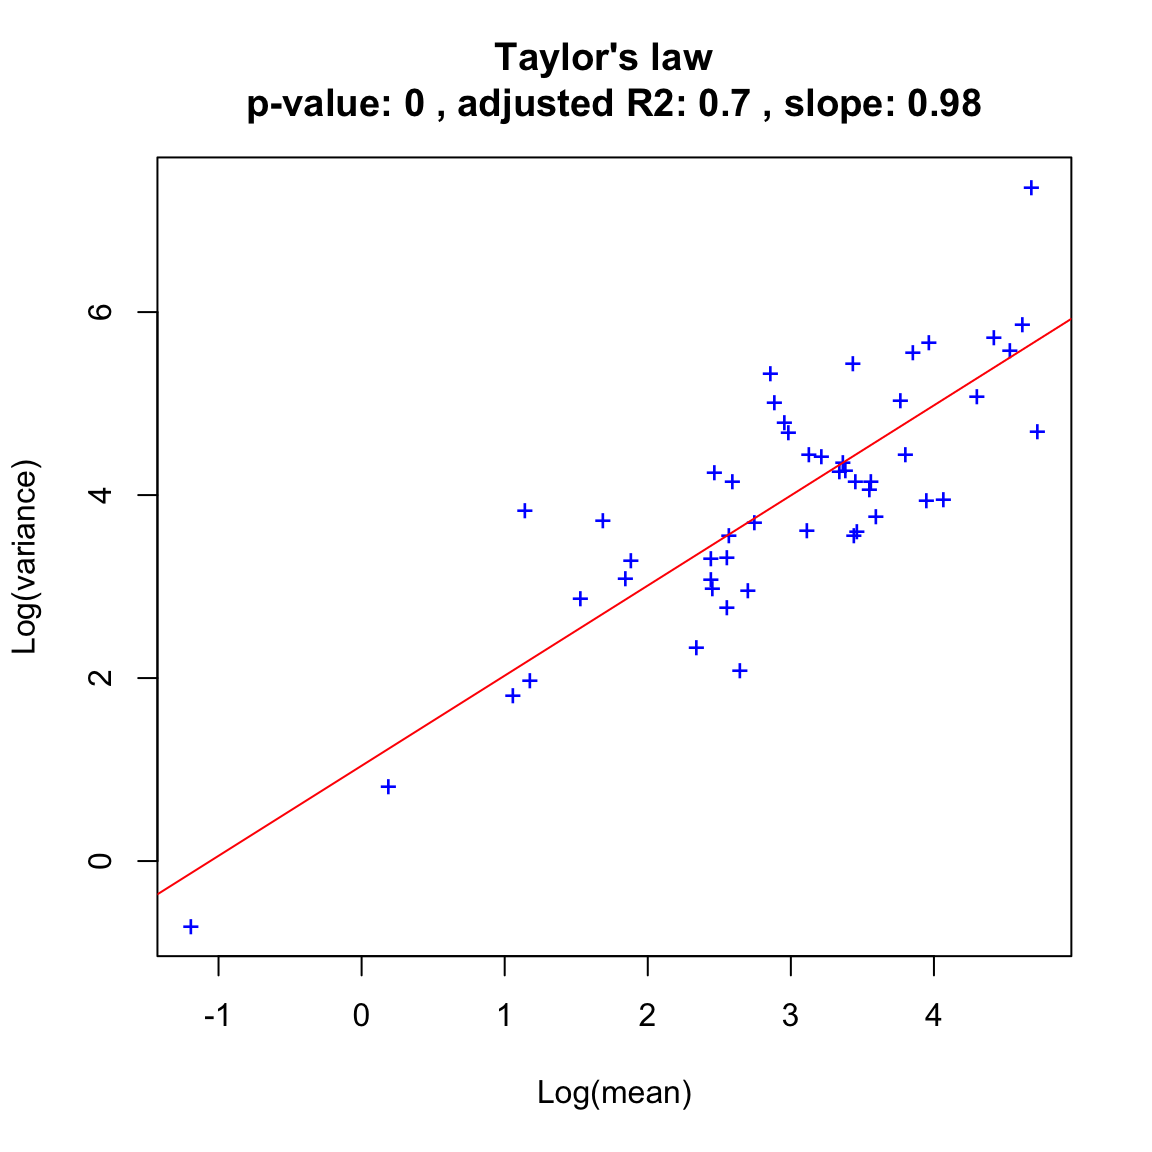 Taylor's law
p-value: 0 , adjusted R2: 0.7 , slope: 0.98
6
4
2
0
Log(variance)
-1 0 1 2 3 4
Log(mean)